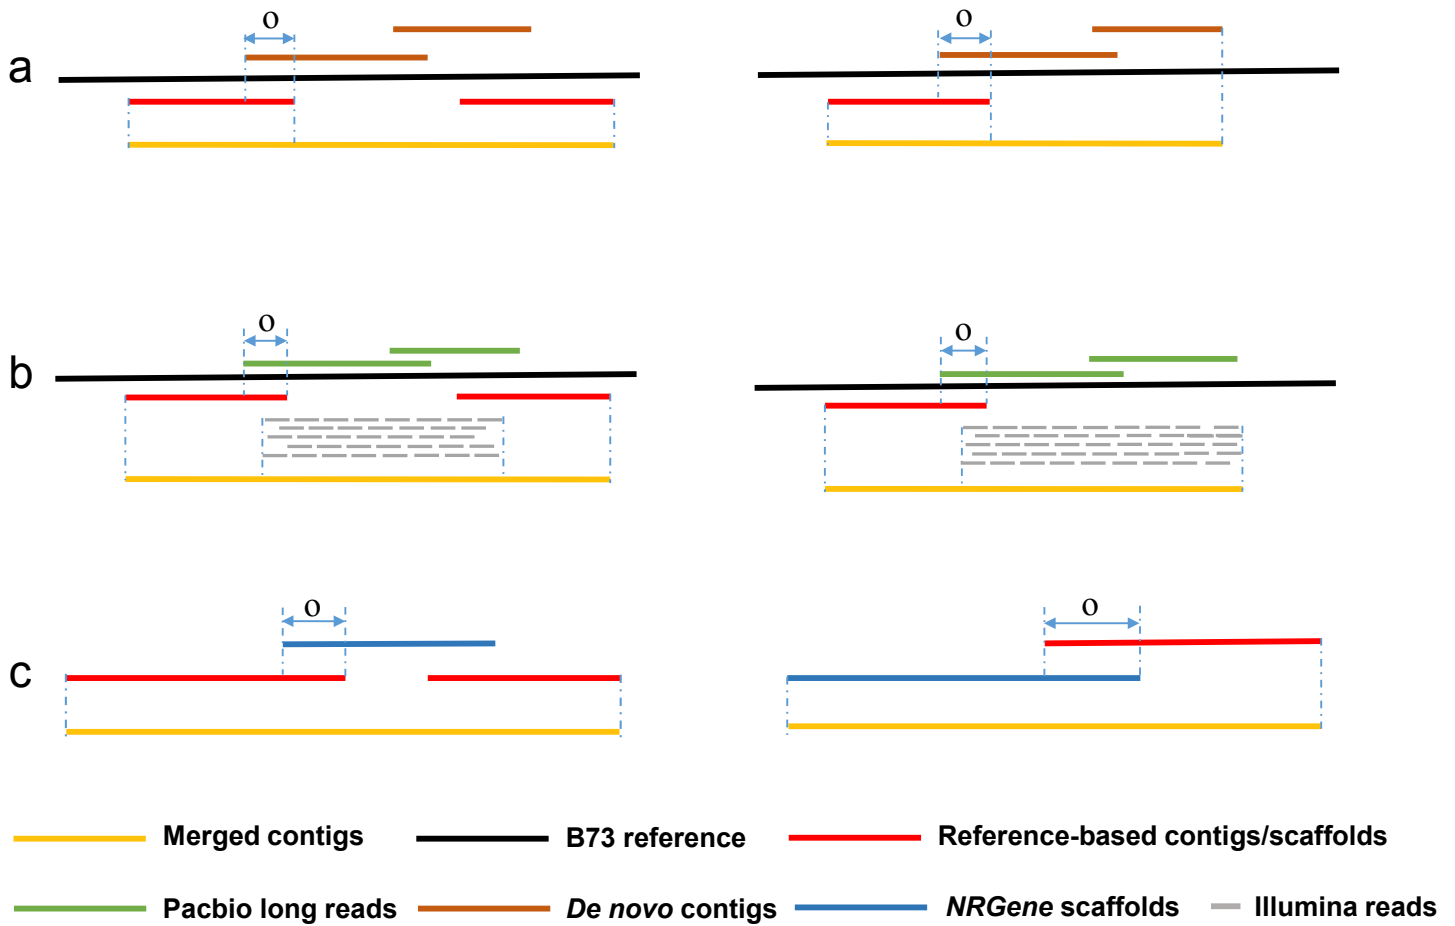 o
o
a
o
o
b
o
o
c
Merged contigs
B73 reference
Reference-based contigs/scaffolds
Pacbio long reads
De novo contigs
NRGene scaffolds
Illumina reads